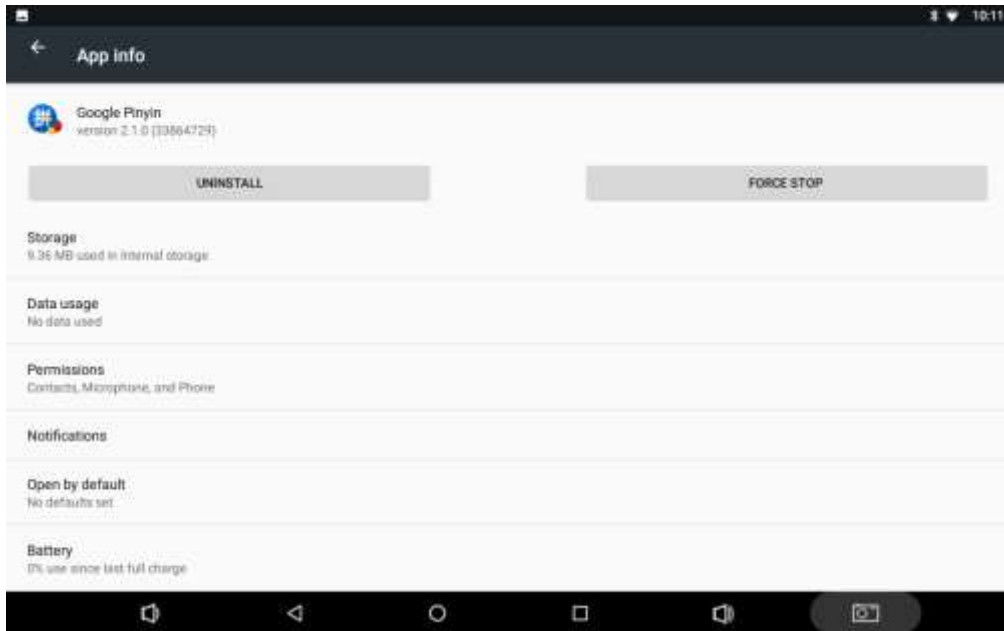 10:11
App info
Google Pinyin
version 2.1.0 (33864729)
UNINSTALL
FORCE STOP
Storage
9.36 MB used in Internal storage
Data usage
No data used
Permissions
Contacts, Microphone, and Phone
Notifications
Open by default
No defaults set
Battery
0% use since last full charge